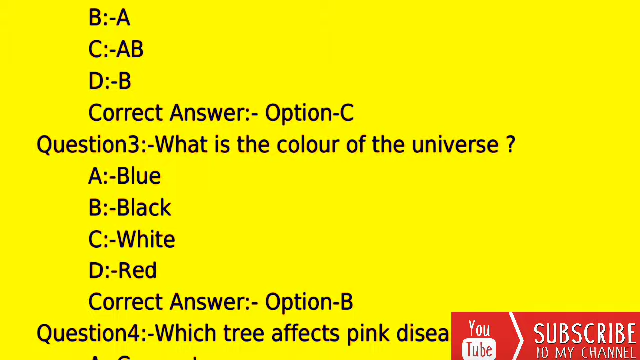 B:-A
C:-AB
D:-B
Correct Answer:- Option-C
Question3:-What is the colour of the universe ?
A:-Blue
B:-Black
C:-White
D:-Red
Correct Answer:- Option-B
Question4:-Which tree affects pink disea
You Tube
SUBSCRIBE
TO MY CHANNEL